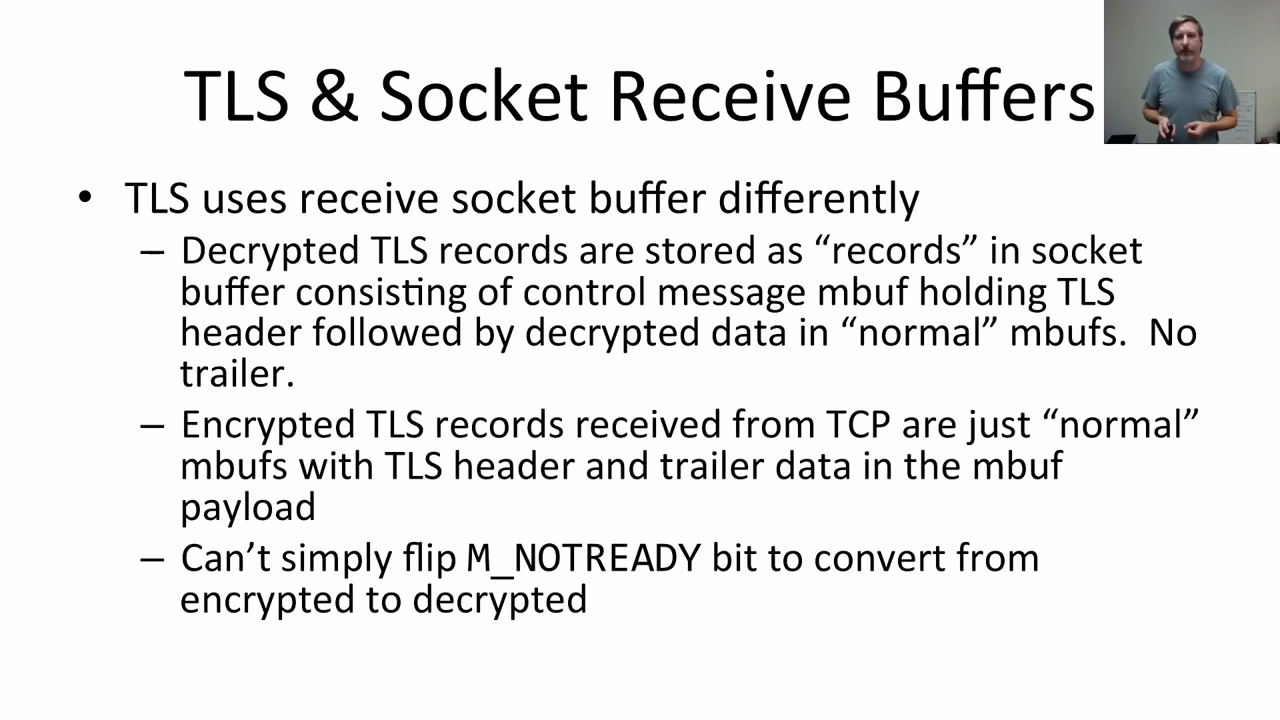 TLS & Socket Receive Buffers
• TLS uses receive socket buffer differently
– Decrypted TLS records are stored as “records” in socket
buffer consisting of control message mbuf holding TLS
header followed by decrypted data in “normal” mbufs.  No
trailer.
– Encrypted TLS records received from TCP are just “normal”
mbufs with TLS header and trailer data in the mbuf
payload
– Can’t simply flip M_NOTREADY bit to convert from
encrypted to decrypted